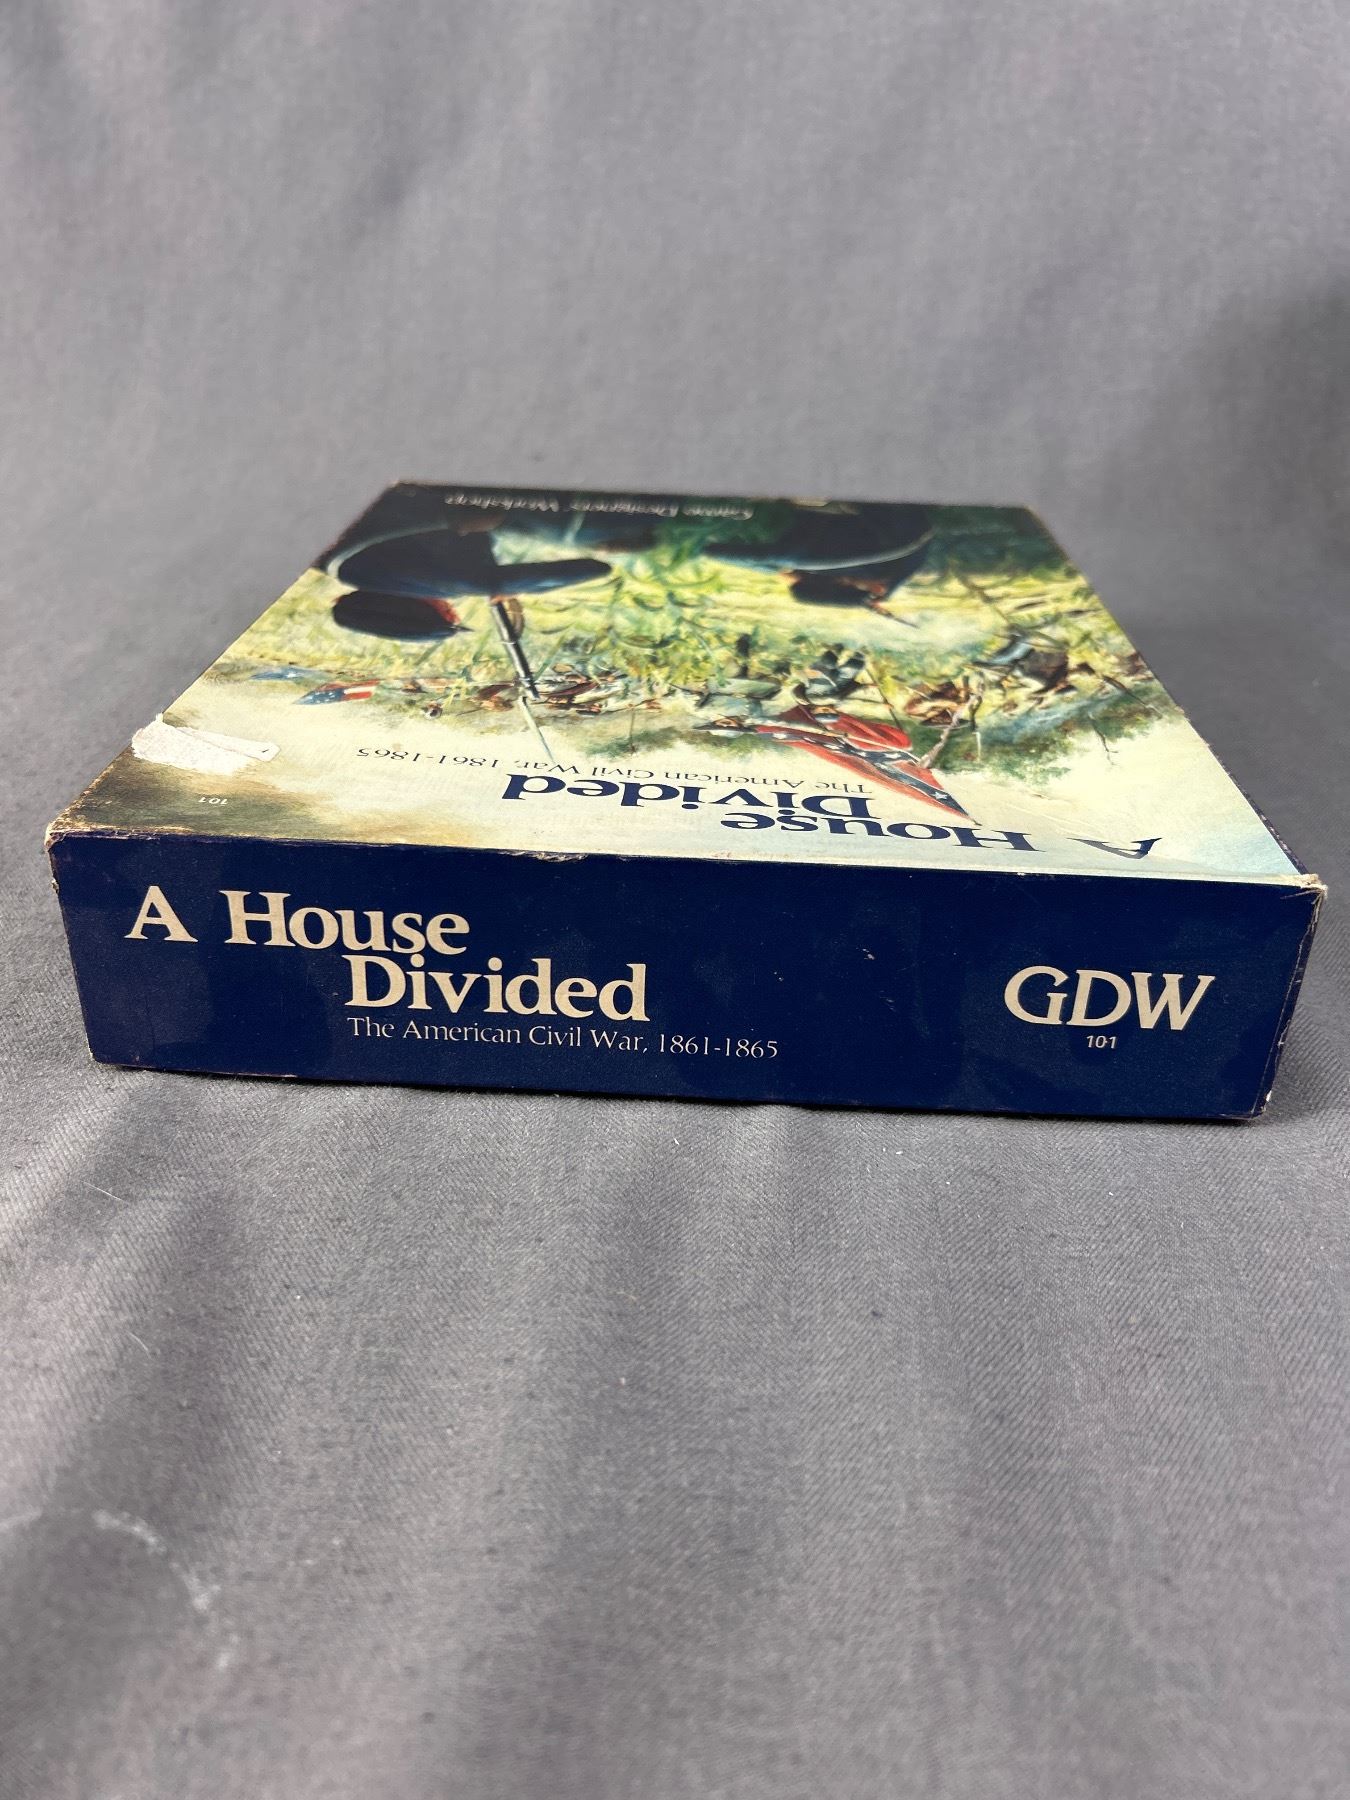 Game Designers' Workshop
The American Civil War, 1861-1865
A House
Divided
101
A House
Divided
The American Civil War, 1861-1865
GDW
101